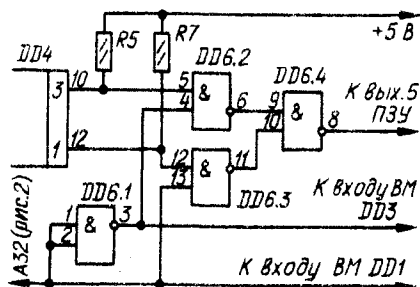 DD4
R5
R7
+5 В
3
10
1
12
DD6.2
5
4
&
6
DD6.4
9
10
&
8
К вых.5
ПЗУ
12
13
&
11
DD6.3
DD6.1
1
2
&
3
К входу ВМ
DD3
А32 (рис.2)
К входу ВМ DD1